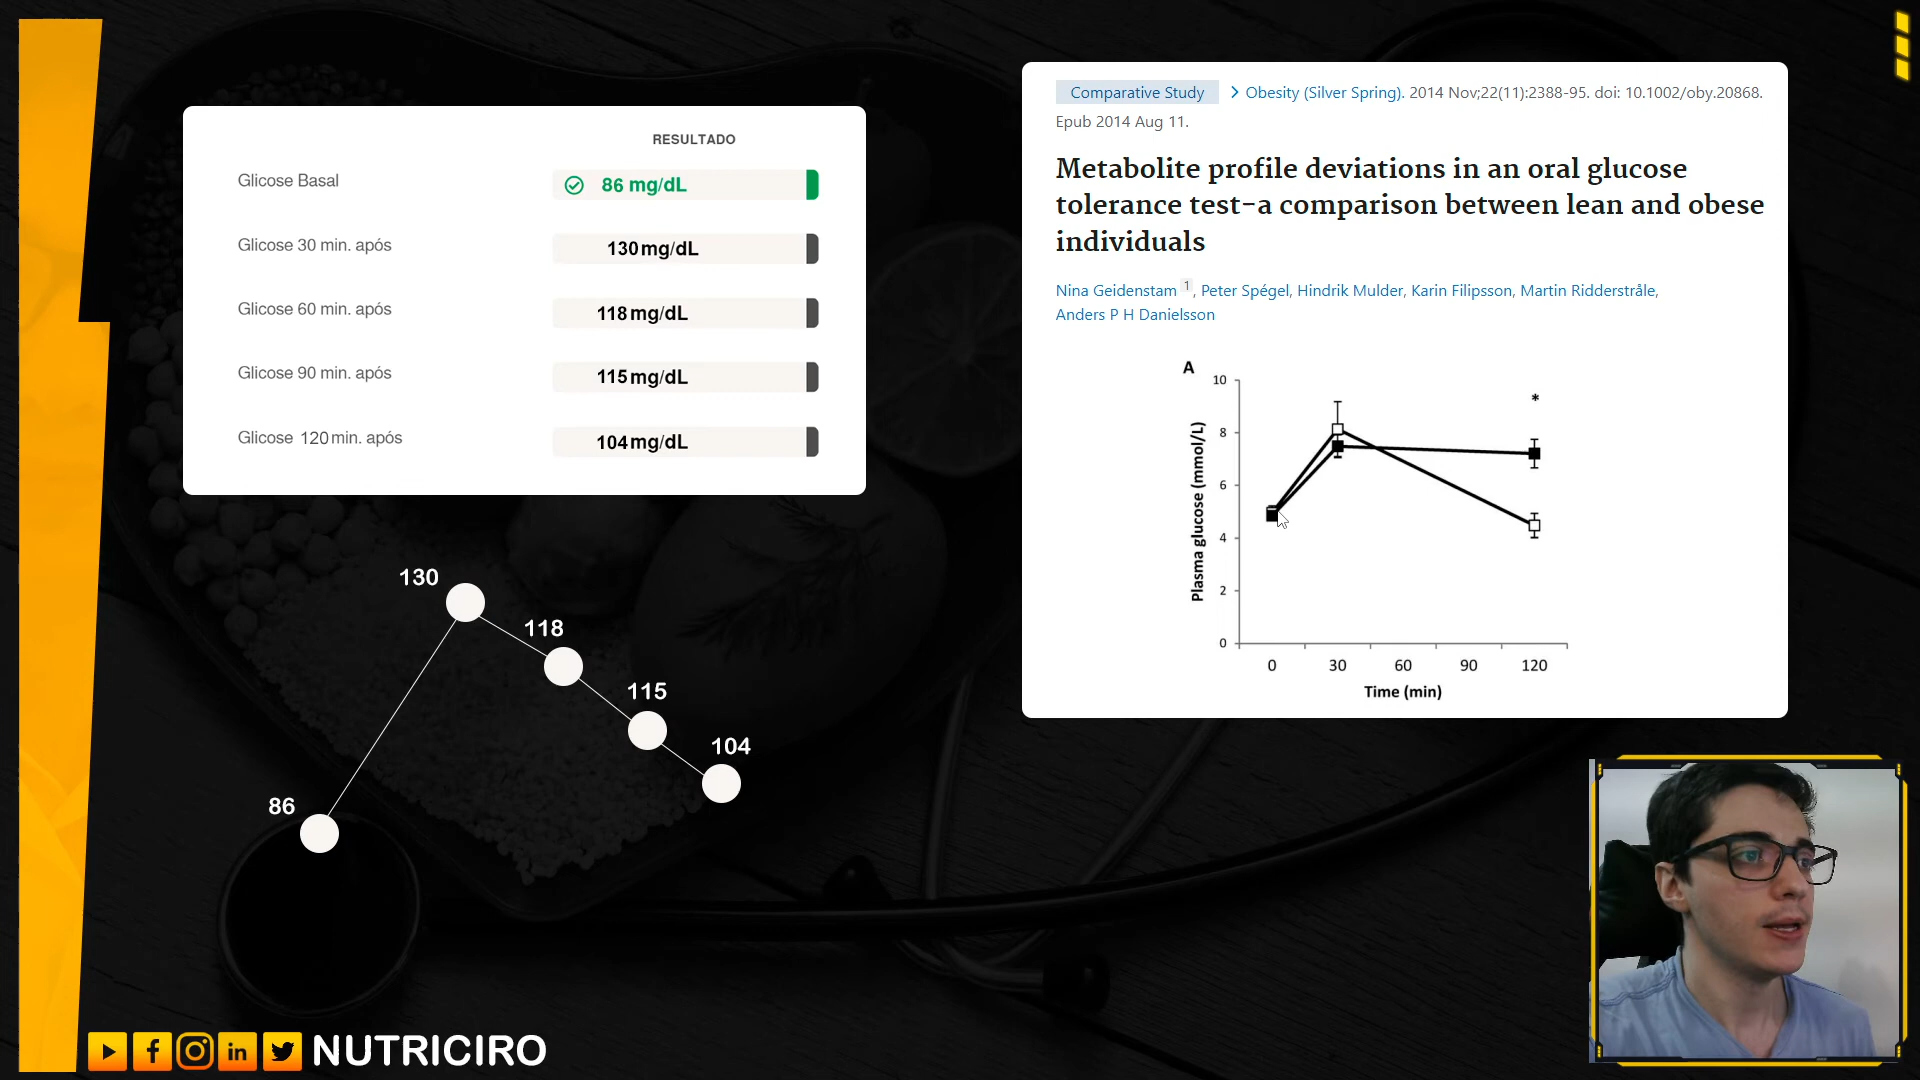 RESULTADO
Glicose Basal
86 mg/dL
Glicose 30 min. após
130 mg/dL
Glicose 60 min. após
118 mg/dL
Glicose 90 min. após
115 mg/dL
Glicose 120 min. após
104 mg/dL
130
118
115
104
86
Comparative Study > Obesity (Silver Spring). 2014 Nov;22(11):2388-95. doi: 10.1002/oby.20868.
Epub 2014 Aug 11.
Metabolite profile deviations in an oral glucose
tolerance test-a comparison between lean and obese
individuals
Nina Geidenstam 1, Peter Spégel, Hindrik Mulder, Karin Filipsson, Martin Ridderstråle,
Anders P H Danielsson
A
10
8
6
4
2
0
Plasma glucose (mmol/L)
*
0 30 60 90 120
Time (min)
NUTRICIRO